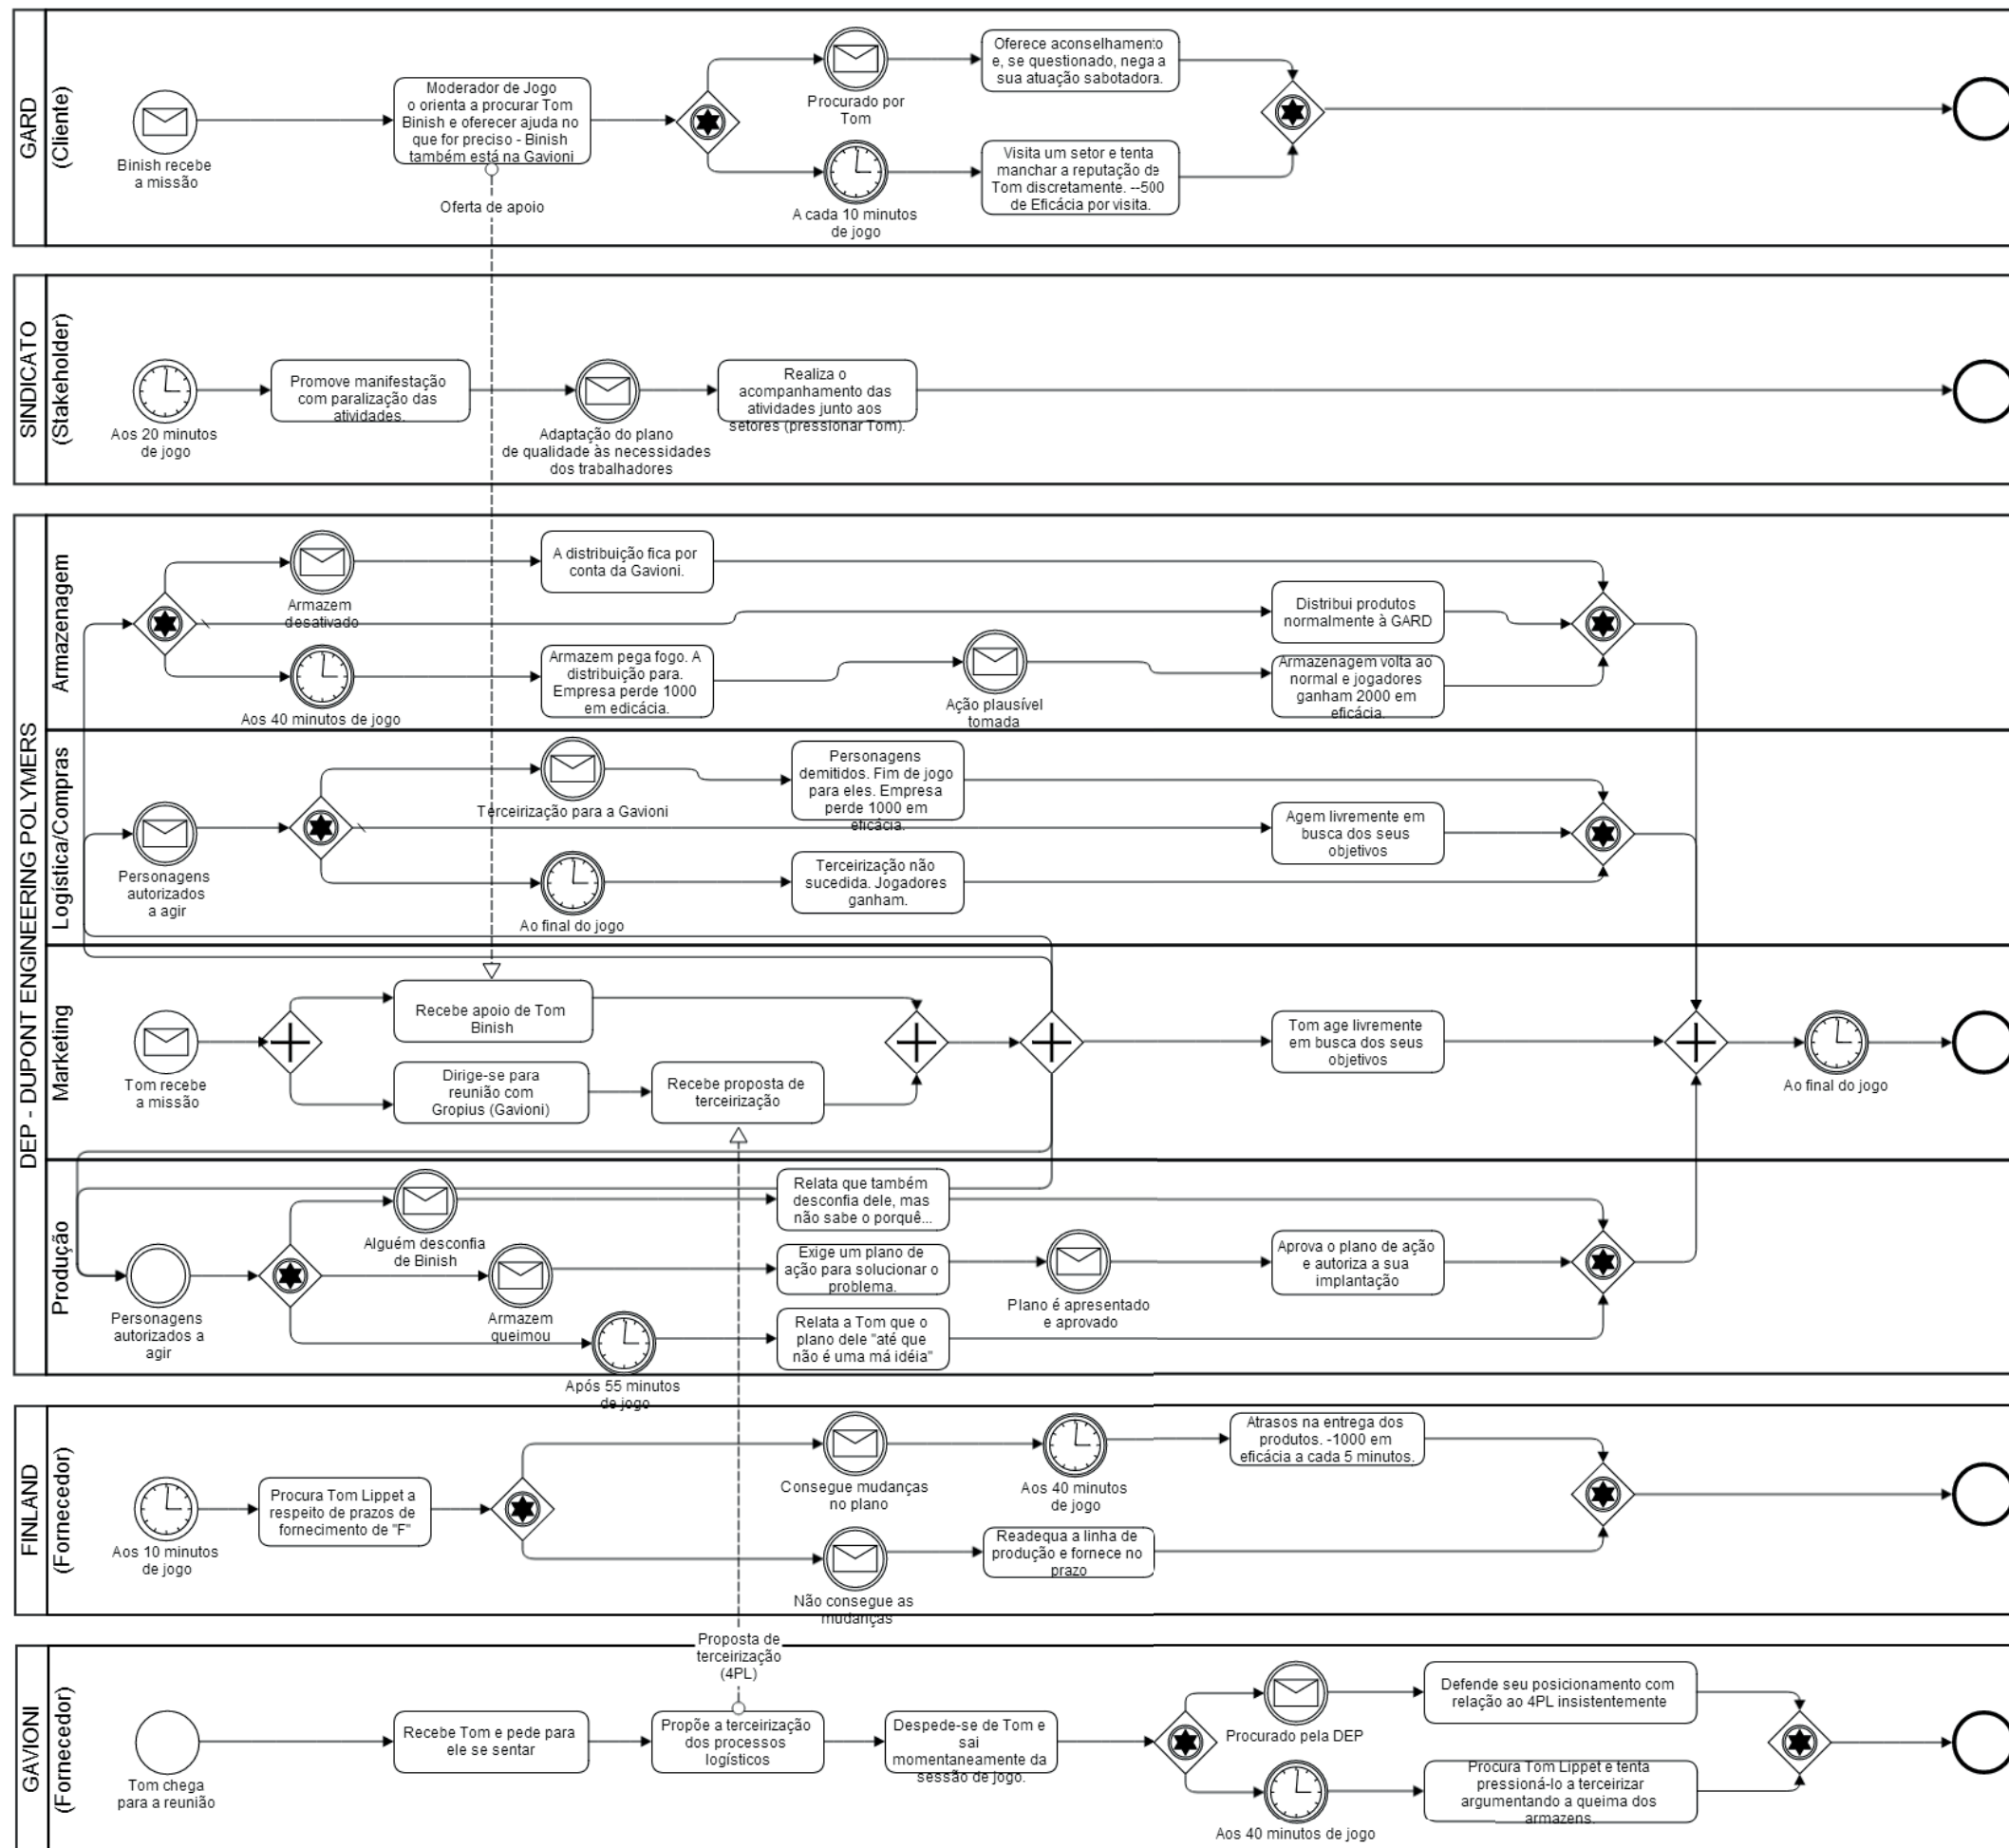 GARD
(Cliente)
Binish recebe
a missão
Moderador de Jogo
o orienta a procurar Tom
Binish e oferecer ajuda no
que for preciso - Binish
também está na Gavioni
Oferta de apoio
Procurado por
Tom
Oferece aconselhamento
e, se questionado, nega a
sua atuação sabotadora.
A cada 10 minutos
de jogo
Visita um setor e tenta
manchar a reputação de
Tom discretamente. --500
de Eficácia por visita.
SINDICATO
(Stakeholder)
Aos 20 minutos
de jogo
Promove manifestação
com paralização das
atividades.
Adaptação do plano
de qualidade às necessidades
dos trabalhadores
Realiza o
acompanhamento das
atividades junto aos
setores (pressionar Tom).
DEP - DUPONT ENGINEERING POLYMERS
Armazenagem
Armazem
desativado
A distribuição fica por
conta da Gavioni.
Distribui produtos
normalmente à GARD
Aos 40 minutos de jogo
Armazem pega fogo. A
distribuição para.
Empresa perde 1000
em edicácia.
Ação plausível
tomada
Armazenagem volta ao
normal e jogadores
ganham 2000 em
eficácia.
Logística/Compras
Personagens
autorizados
a agir
Terceirização para a Gavioni
Personagens
demitidos. Fim de jogo
para eles. Empresa
perde 1000 em
eficácia.
Agem livremente em
busca dos seus
objetivos
Ao final do jogo
Terceirização não
sucedida. Jogadores
ganham.
Marketing
Tom recebe
a missão
Recebe apoio de Tom
Binish
Dirige-se para
reunião com
Gropius (Gavioni)
Recebe proposta de
terceirização
Tom age livremente
em busca dos seus
objetivos
Ao final do jogo
Produção
Personagens
autorizados a
agir
Alguém desconfia
de Binish
Relata que também
desconfia dele, mas
não sabe o porquê...
Armazem
queimou
Exige um plano de
ação para solucionar o
problema.
Plano é apresentado
e aprovado
Aprova o plano de ação
e autoriza a sua
implantação
Após 55 minutos
de jogo
Relata a Tom que o
plano dele "até que
não é uma má idéia"
FINLAND
(Fornecedor)
Aos 10 minutos
de jogo
Procura Tom Lippet a
respeito de prazos de
fornecimento de "F"
Consegue mudanças
no plano
Aos 40 minutos
de jogo
Atrasos na entrega dos
produtos. -1000 em
eficácia a cada 5 minutos.
Não consegue as
mudanças
Readequa a linha de
produção e fornece no
prazo
Proposta de
terceirização
(4PL)
GAVIONI
(Fornecedor)
Tom chega
para a reunião
Recebe Tom e pede para
ele se sentar
Propõe a terceirização
dos processos
logísticos
Despede-se de Tom e
sai
momentaneamente da
sessão de jogo.
Procurado pela DEP
Defende seu posicionamento com
relação ao 4PL insistentemente
Aos 40 minutos de jogo
Procura Tom Lippet e tenta
pressioná-lo a terceirizar
argumentando a queima dos
armazens.